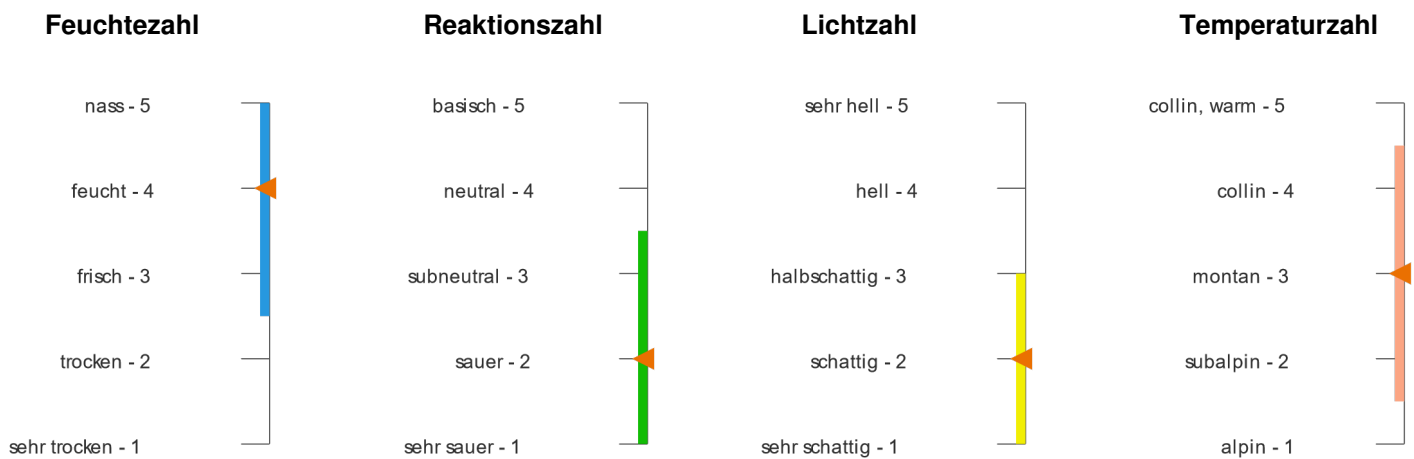 Feuchtezahl
nass - 5
feucht - 4
frisch - 3
trocken - 2
sehr trocken - 1
Reaktionszahl
basisch - 5
neutral - 4
subneutral - 3
sauer - 2
sehr sauer - 1
Lichtzahl
sehr hell - 5
hell - 4
halbschattig - 3
schattig - 2
sehr schattig - 1
Temperaturzahl
collin, warm - 5
collin - 4
montan - 3
subalpin - 2
alpin - 1